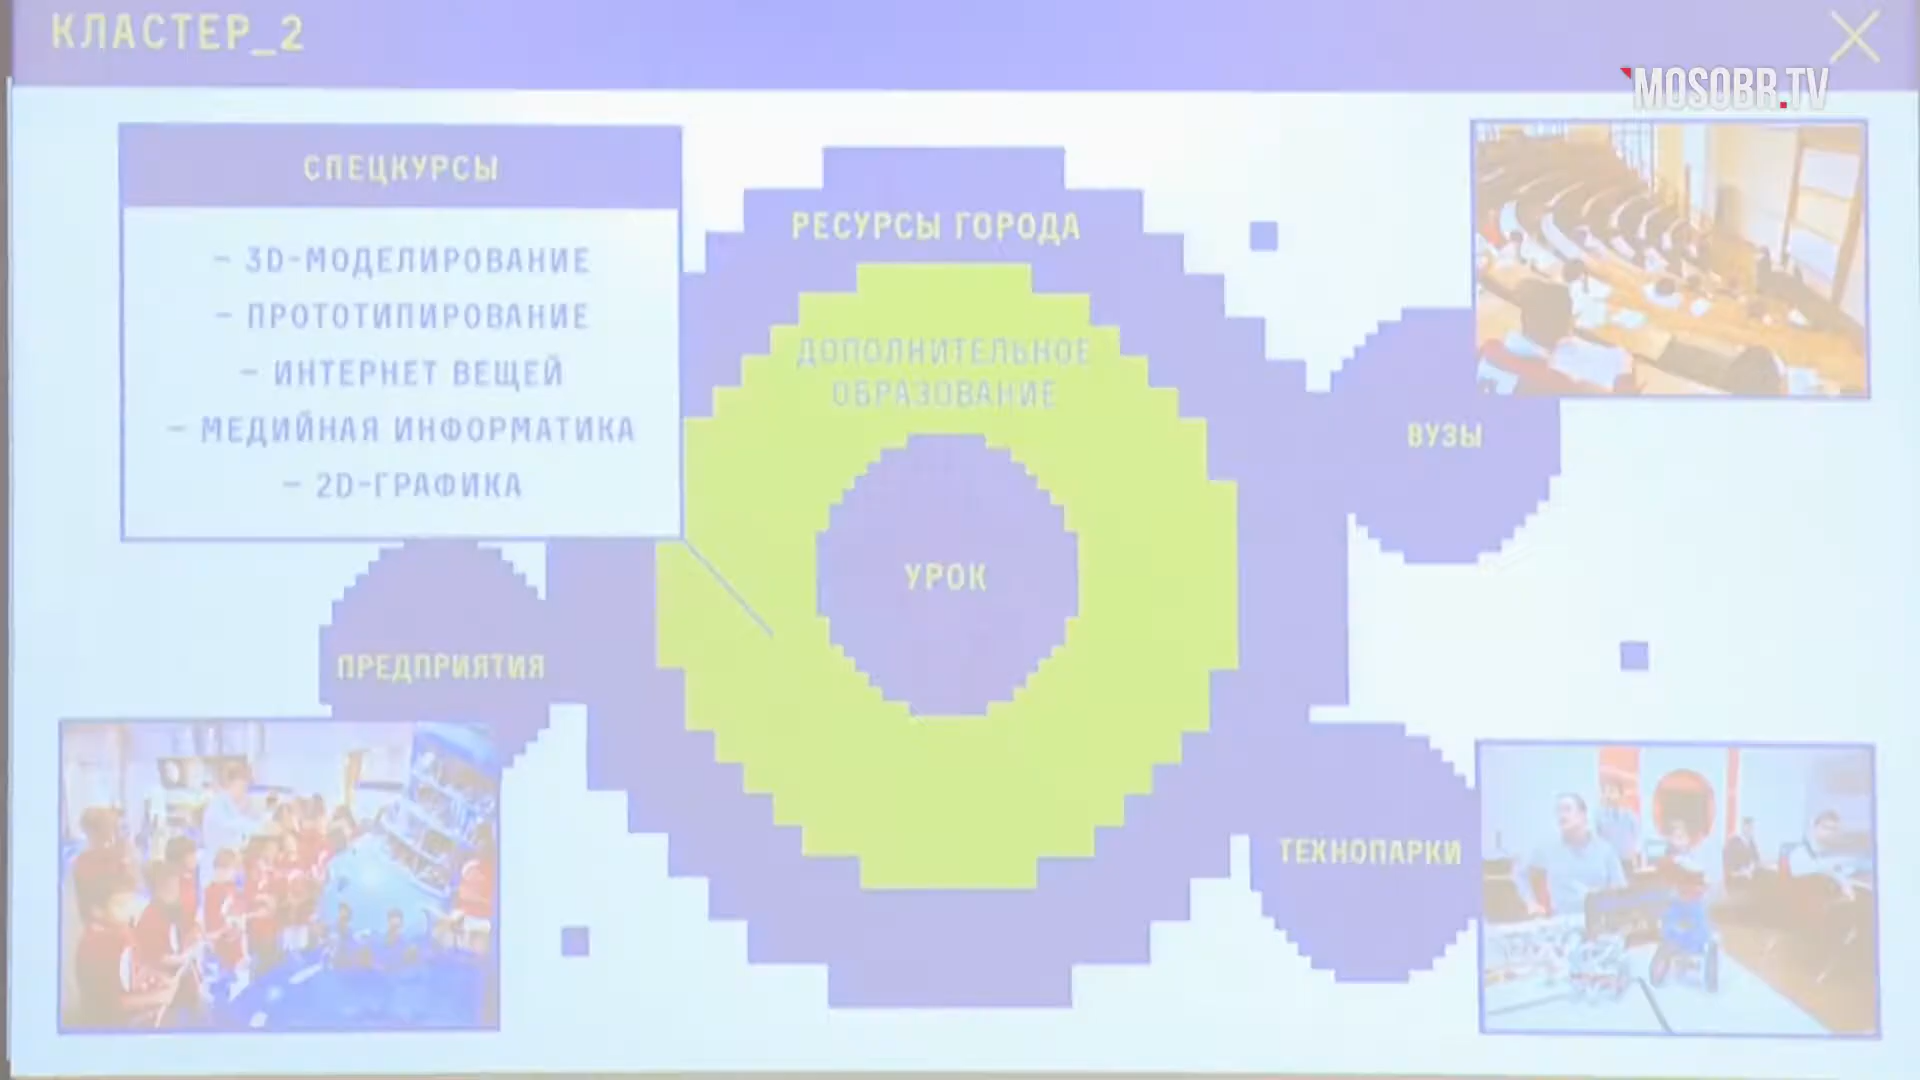 КЛАСТЕР_2
MOSOBR.TV
СПЕЦКУРСЫ
- 3D-МОДЕЛИРОВАНИЕ
- ПРОТОТИПИРОВАНИЕ
- ИНТЕРНЕТ ВЕЩЕЙ
- МЕДИЙНАЯ ИНФОРМАТИКА
- 2D-ГРАФИКА
РЕСУРСЫ ГОРОДА
ДОПОЛНИТЕЛЬНОЕ
ОБРАЗОВАНИЕ
УРОК
ВУЗЫ
ПРЕДПРИЯТИЯ
ТЕХНОПАРКИ